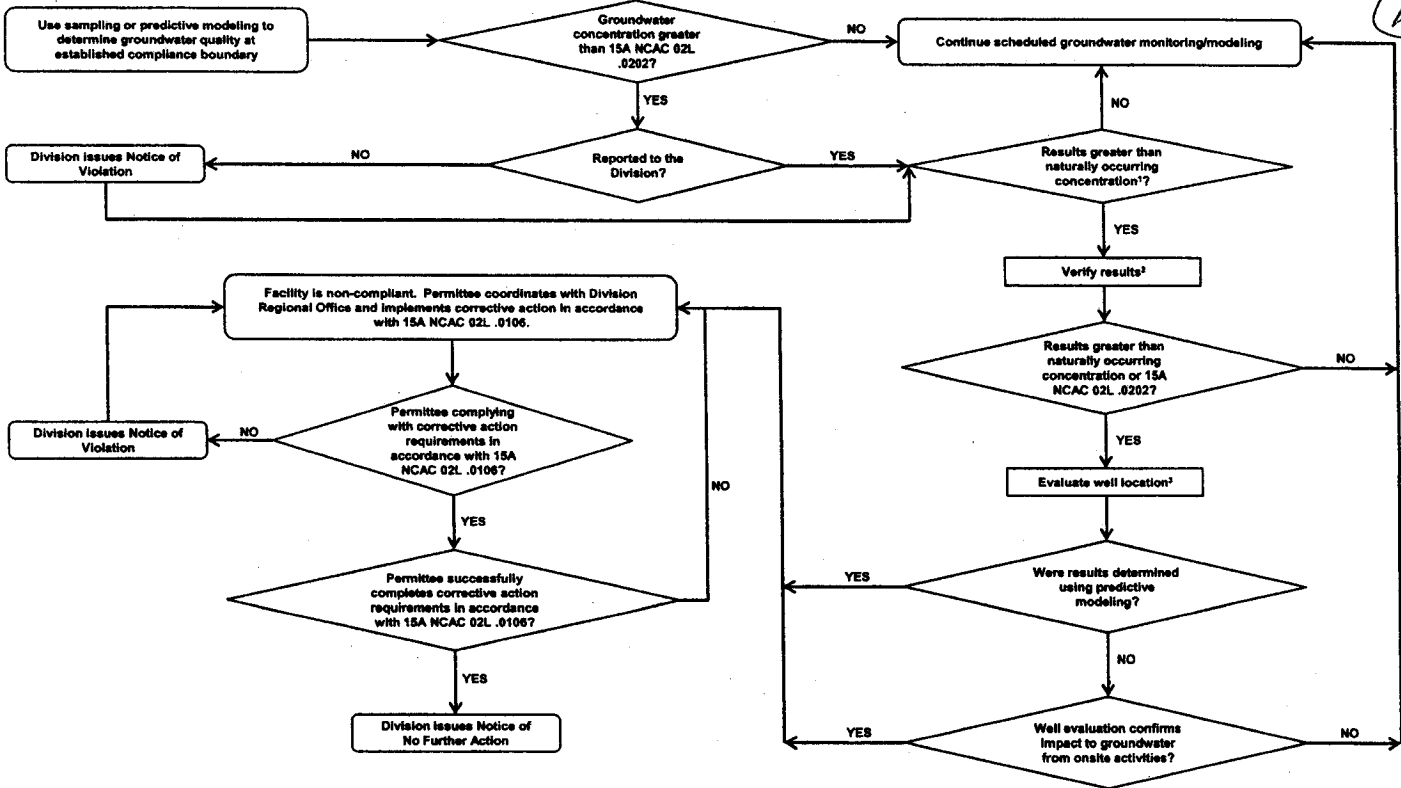 Use sampling or predictive modeling to
determine groundwater quality at
established compliance boundary
Groundwater
concentration greater
than 15A NCAC 02L
.0202?
NO
Continue scheduled groundwater monitoring/modeling
YES
NO
Division issues Notice of
Violation
NO
Reported to the
Division?
YES
Results greater than
naturally occurring
concentration¹?
YES
Verify results²
Facility is non-compliant. Permittee coordinates with Division
Regional Office and implements corrective action in accordance
with 15A NCAC 02L .0106.
Results greater than
naturally occurring
concentration or 15A
NCAC 02L .0202?
NO
Permittee complying
with corrective action
requirements in
accordance with 15A
NCAC 02L .0106?
NO
Division issues Notice of
Violation
YES
Evaluate well location³
NO
YES
Permittee successfully
completes corrective action
requirements in accordance
with 15A NCAC 02L .0106?
YES
Were results determined
using predictive
modeling?
NO
YES
Division issues Notice of
No Further Action
YES
Well evaluation confirms
impact to groundwater
from onsite activities?
NO